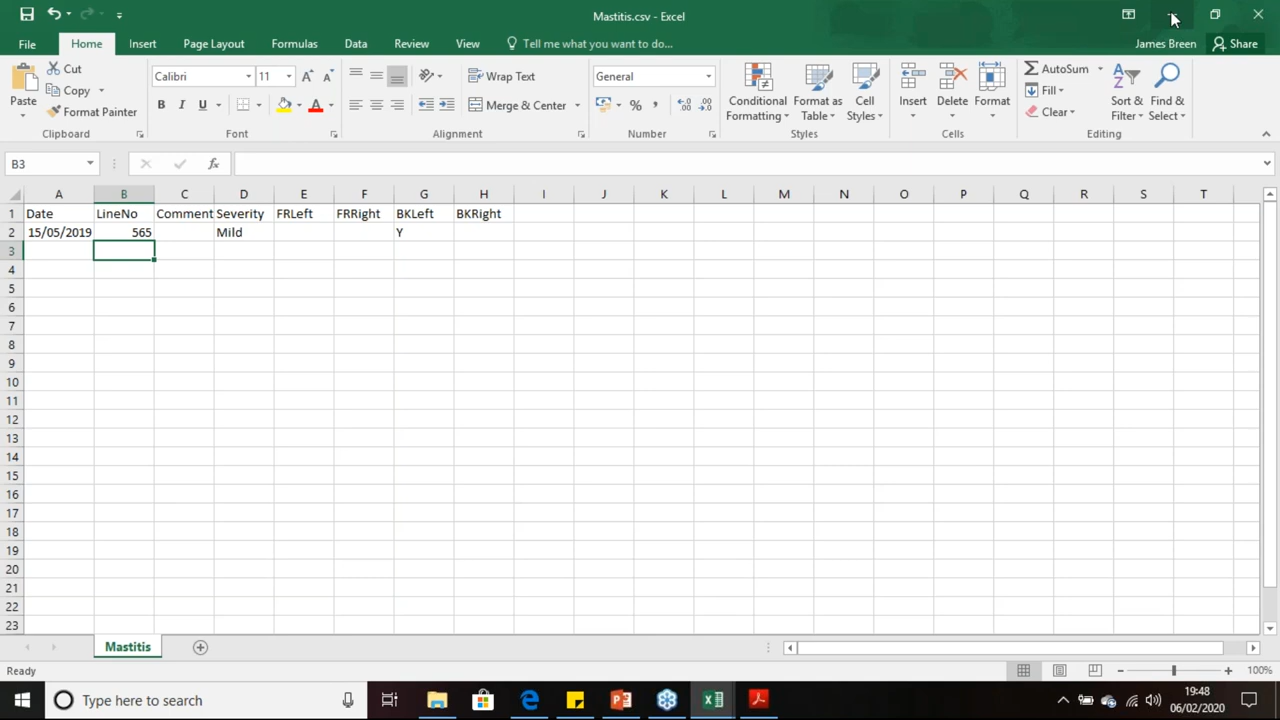 Mastitis.csv - Excel
File Home Insert Page Layout Formulas Data Review View Tell me what you want to do... James Breen Share
Paste Cut Copy Format Painter
Calibri 11
B I U A A A
Wrap Text
Merge & Center
General
%
Conditional Formatting
Format as Table
Cell Styles
Insert Delete Format
AutoSum
Fill
Clear
Sort & Filter
Find & Select
Clipboard Font Alignment Number Styles Cells Editing
B3 fx
A B C D E F G H I J K L M N O P Q R S T
1 Date LineNo Comment Severity FRLeft FRRight BKLeft BKRight
2 15/05/2019 565 Mild Y
3
4
5
6
7
8
9
10
11
12
13
14
15
16
17
18
19
20
21
22
23
Mastitis
Ready 100%
Type here to search
19:48
06/02/2020